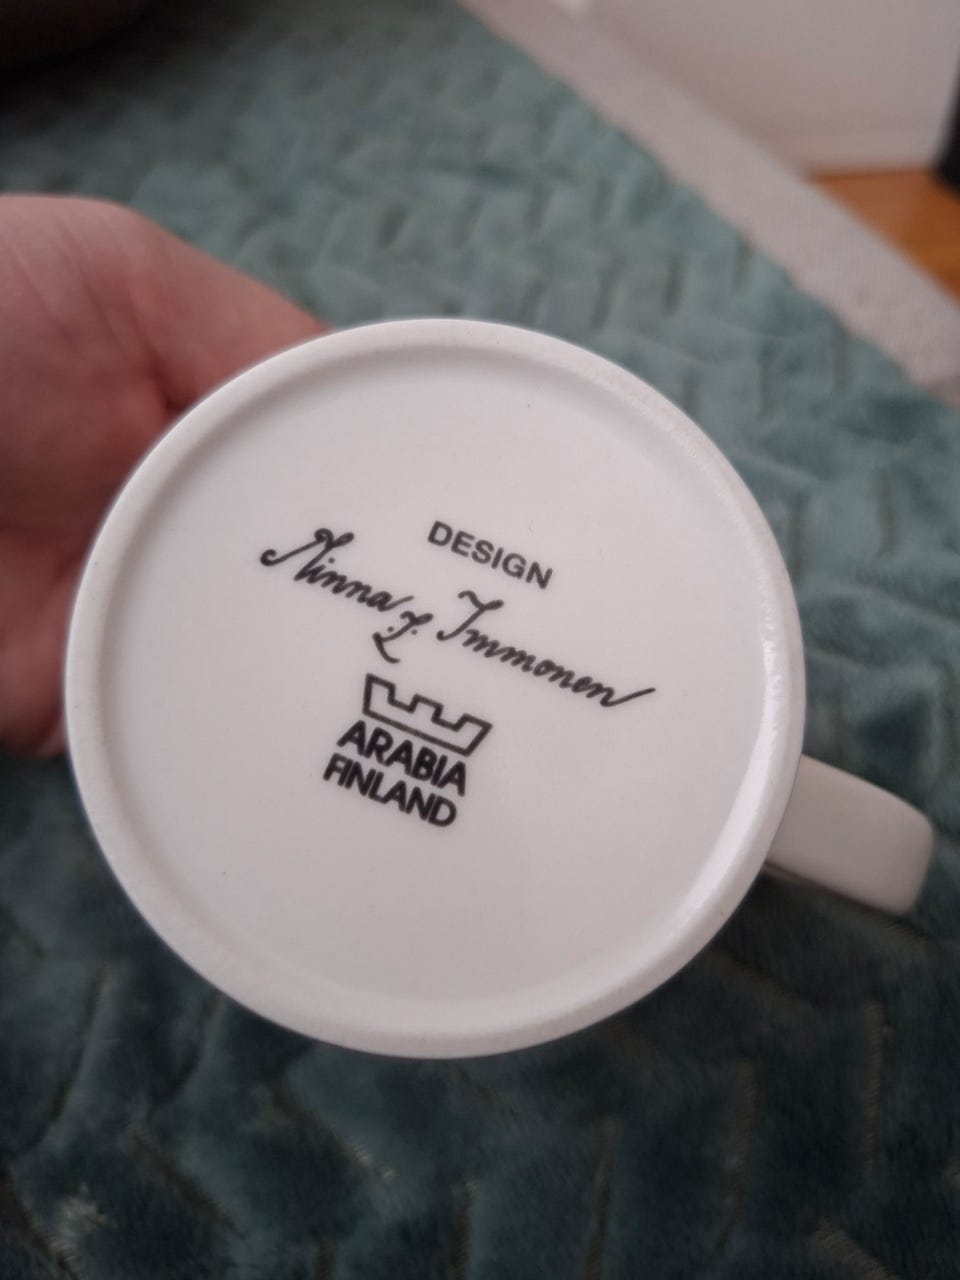 DESIGN
Minna L. Immonen
ARABIA
FINLAND